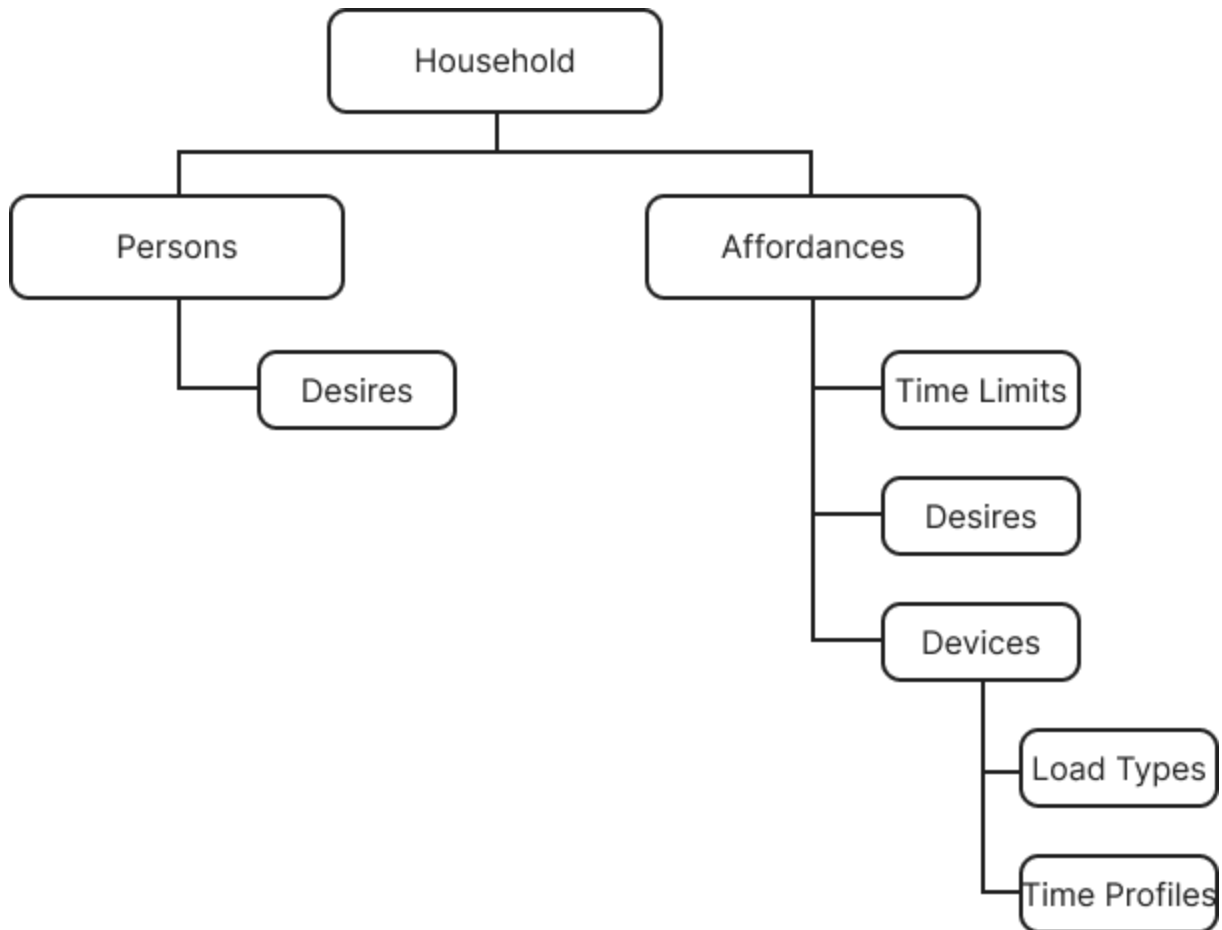 Household
Persons
Affordances
Desires
Time Limits
Desires
Devices
Load Types
Time Profiles